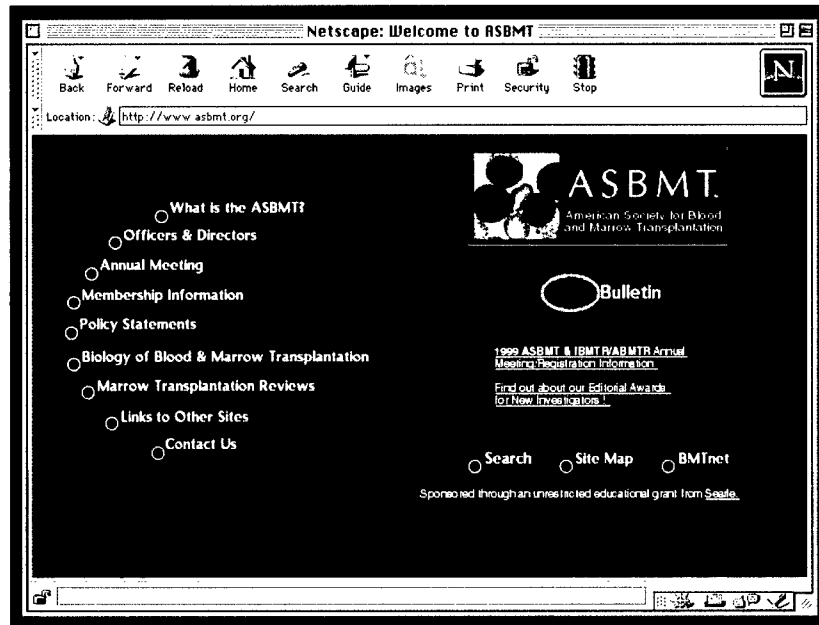 Netscape: Welcome to ASBMT
Back Forward Reload Home Search Guide Images Print Security Stop
N
Location: http://www.asbmt.org/
What is the ASBMT?
Officers & Directors
Annual Meeting
Membership Information
Policy Statements
Biology of Blood & Marrow Transplantation
Marrow Transplantation Reviews
Links to Other Sites
Contact Us
ASBMT.
American Society for Blood
and Marrow Transplantation
Bulletin
1999 ASBMT & IBMTR/ABMTR Annual
Meeting/Registration Information
Find out about our Editorial Awards
for New Investigators !
Search Site Map BMTnet
Sponsored through an unrestricted educational grant from Searle.